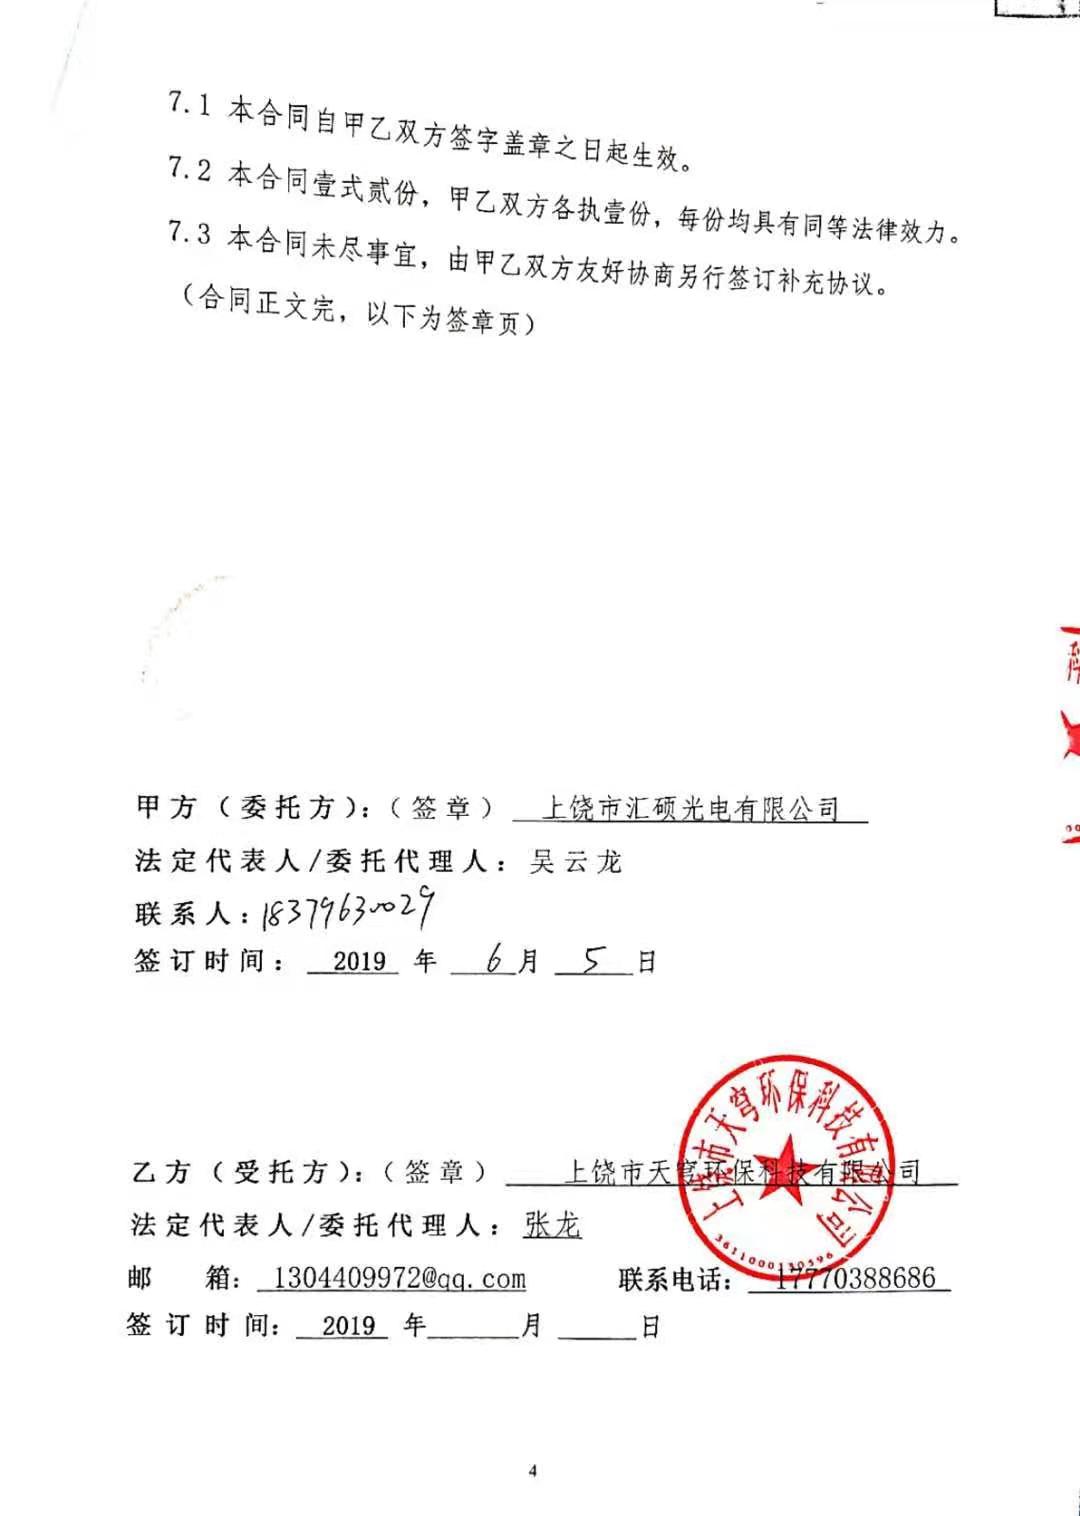 7.1 本合同自甲乙双方签字盖章之日起生效。
7.2 本合同壹式贰份，甲乙双方各执壹份，每份均具有同等法律效力。
7.3 本合同未尽事宜，由甲乙双方友好协商另行签订补充协议。
（合同正文完，以下为签章页）
科
甲方（委托方）：（签章） 上饶市汇硕光电有限公司
法定代表人/委托代理人：吴云龙
联系人：18379630029
签订时间： 2019 年 6 月 5 日
上饶市天穹环保科技有限公司
3611000130596
乙方（受托方）：（签章） 上饶市天穹环保科技有限公司
法定代表人/委托代理人：张龙
邮 箱：1304409972@qq.com 联系电话：17770388686
签订时间： 2019 年 月 日
4